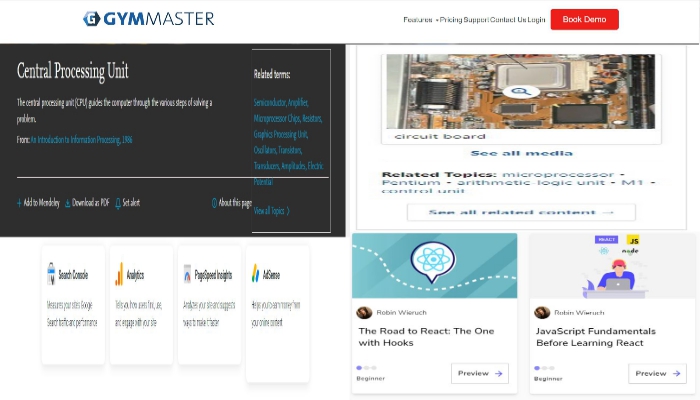 GYMMASTER
Features Pricing Support Contact Us Login
Book Demo
Central Processing Unit
The central processing unit (CPU) guides the computer through the various steps of solving a
problem.
From: An Introduction to Information Processing, 1986
Add to Mendeley Download as PDF Set alert
About this page
Related terms:
Semiconductor, Amplifier,
Microprocessor Chips, Resistors,
Graphics Processing Unit,
Oscillators, Transistors,
Transducers, Amplitudes, Electric
Potential
View all Topics >
circuit board
See all media
Related Topics: microprocessor •
Pentium • arithmetic-logic unit • M1 •
control unit
See all related content →
Search Console
Measures your site's Google
Search traffic and performance
Analytics
Tells you how users find, use,
and engage with your site
PageSpeed Insights
Analyzes your site and suggests
ways to make it faster
AdSense
Helps you to earn money from
your online content
Robin Wieruch
The Road to React: The One
with Hooks
Beginner
Preview →
REACT
JS
node
Robin Wieruch
JavaScript Fundamentals
Before Learning React
Beginner
Preview →